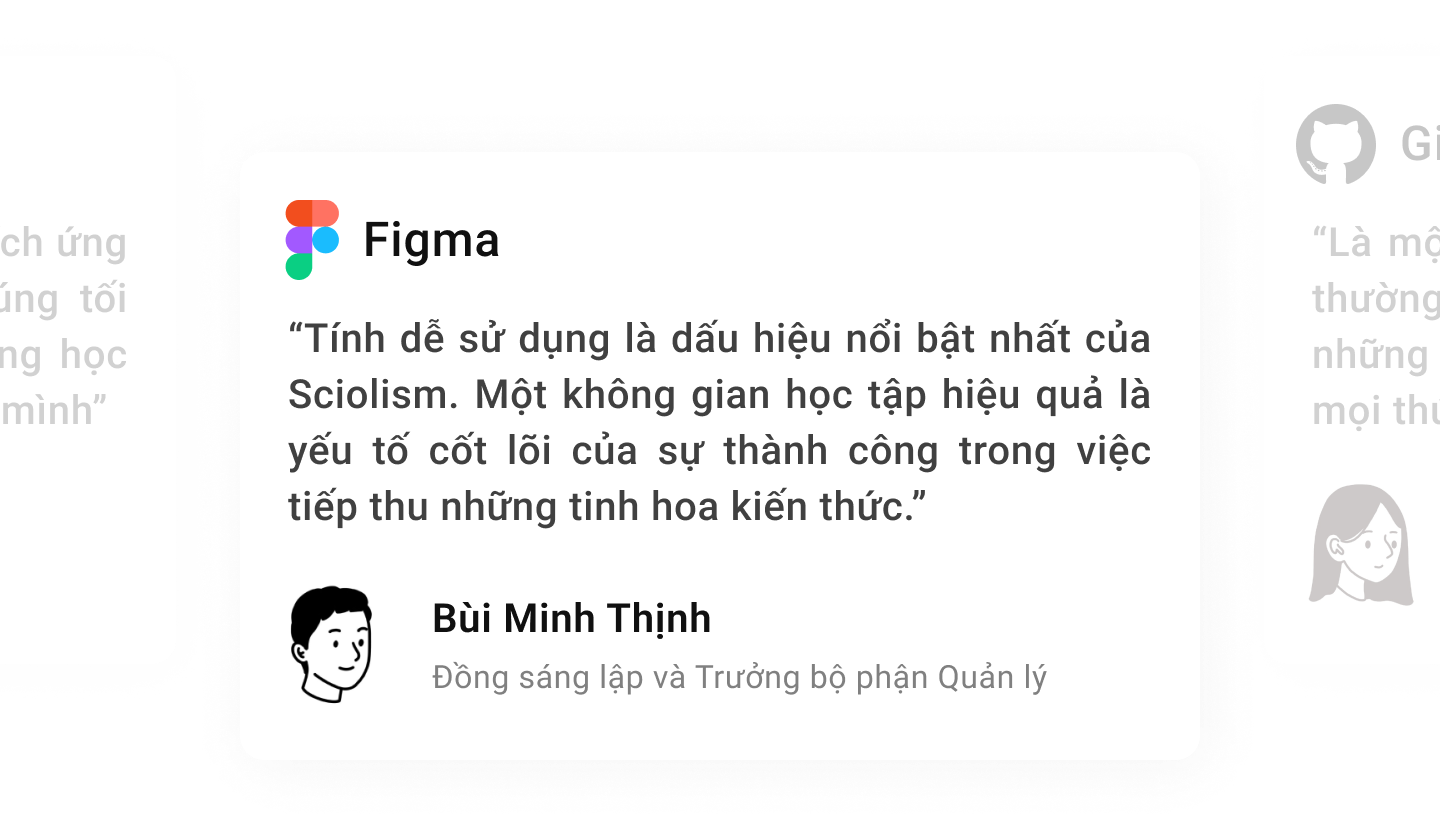 ch ứng
úng tối
ng học
mình”
Figma
“Tính dễ sử dụng là dấu hiệu nổi bật nhất của
Sciolism. Một không gian học tập hiệu quả là
yếu tố cốt lõi của sự thành công trong việc
tiếp thu những tinh hoa kiến thức.”
Bùi Minh Thịnh
Đồng sáng lập và Trưởng bộ phận Quản lý
Gi
“Là mộ
thường
những
mọi thứ